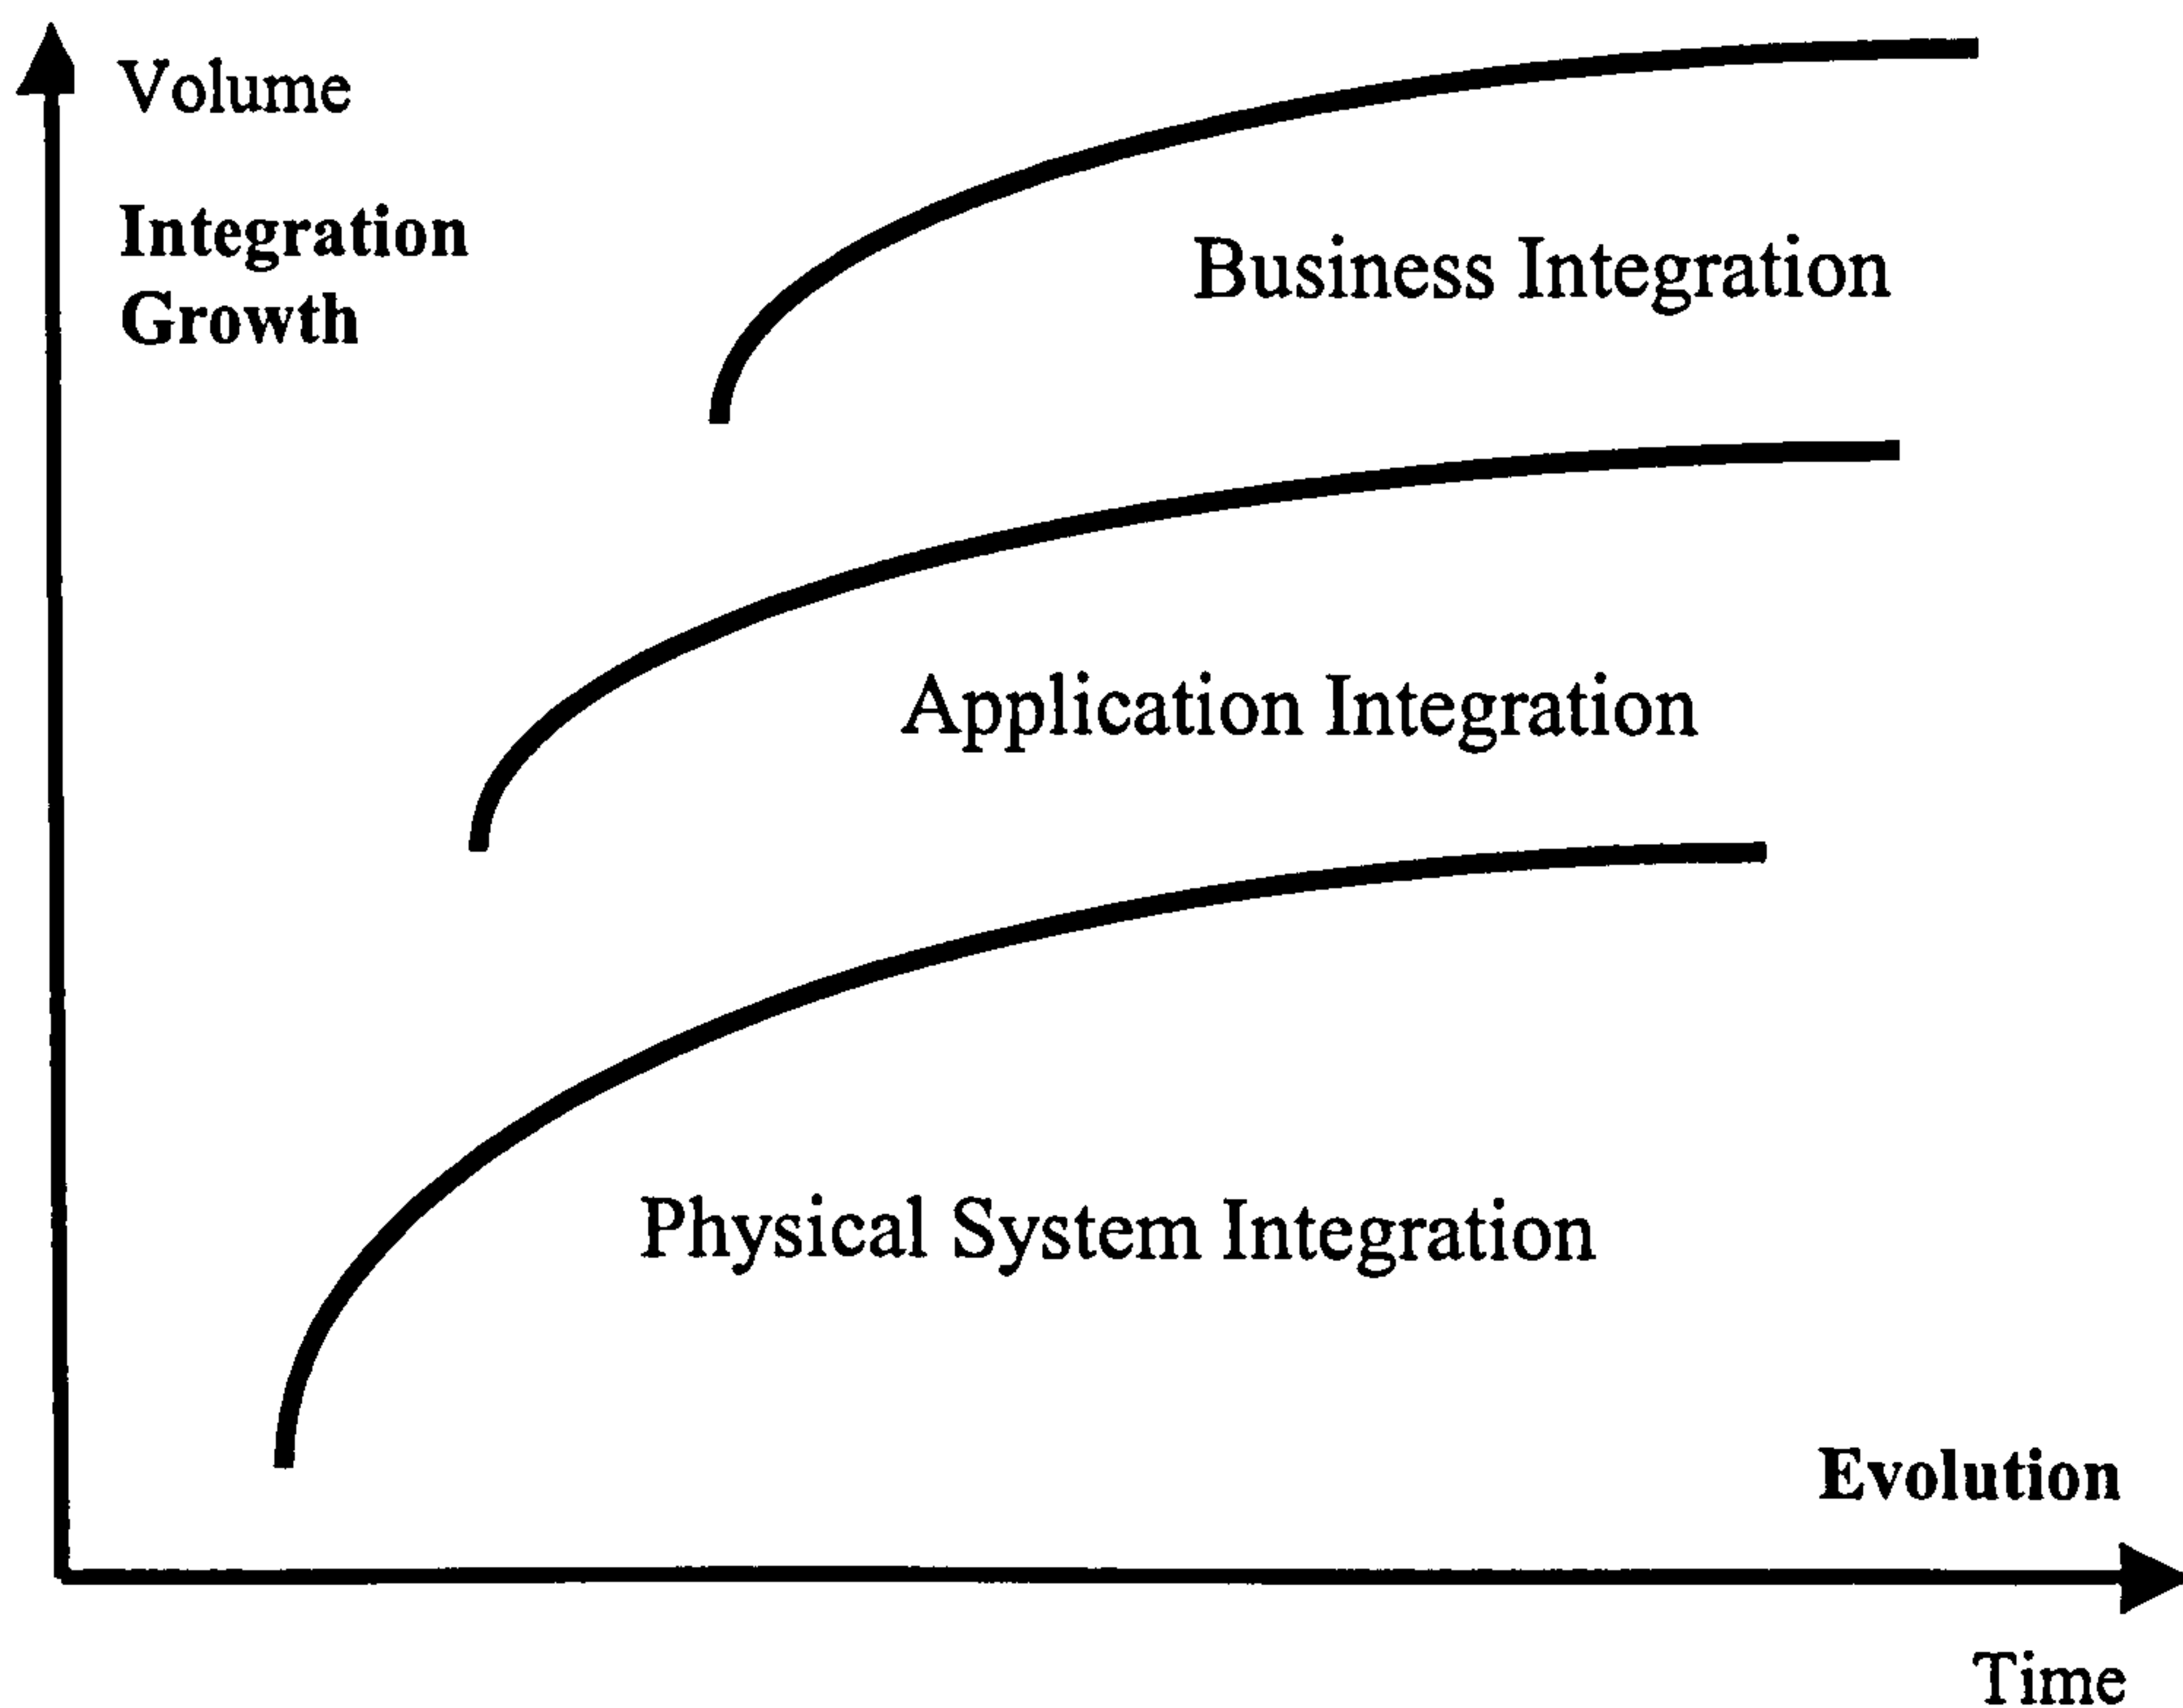 Volume
Integration
Growth
Business Integration
Application Integration
Physical System Integration
Evolution
Time